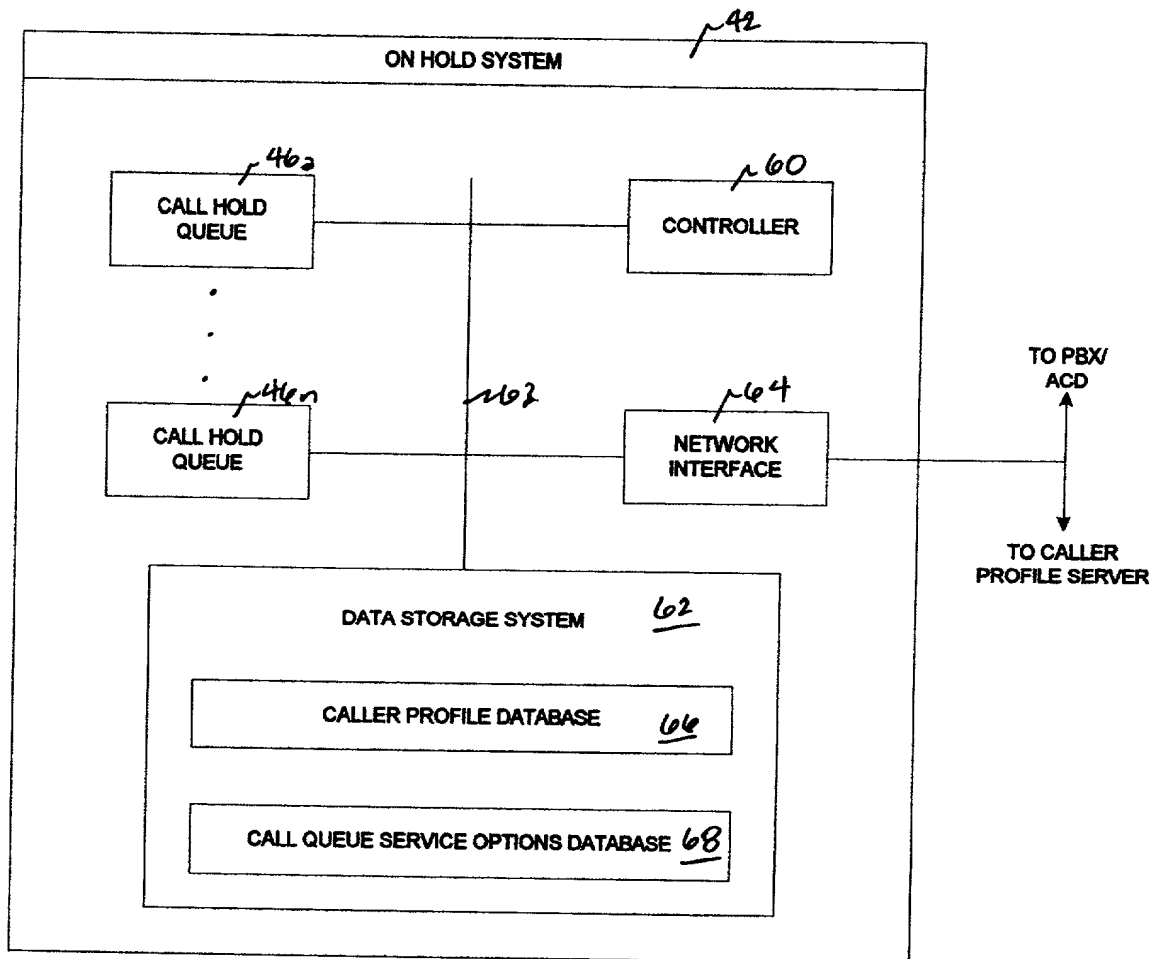 42
ON HOLD SYSTEM
46a
CALL HOLD
QUEUE
60
CONTROLLER
46n
CALL HOLD
QUEUE
63
64
NETWORK
INTERFACE
TO PBX/
ACD
TO CALLER
PROFILE SERVER
DATA STORAGE SYSTEM 62
CALLER PROFILE DATABASE 66
CALL QUEUE SERVICE OPTIONS DATABASE 68